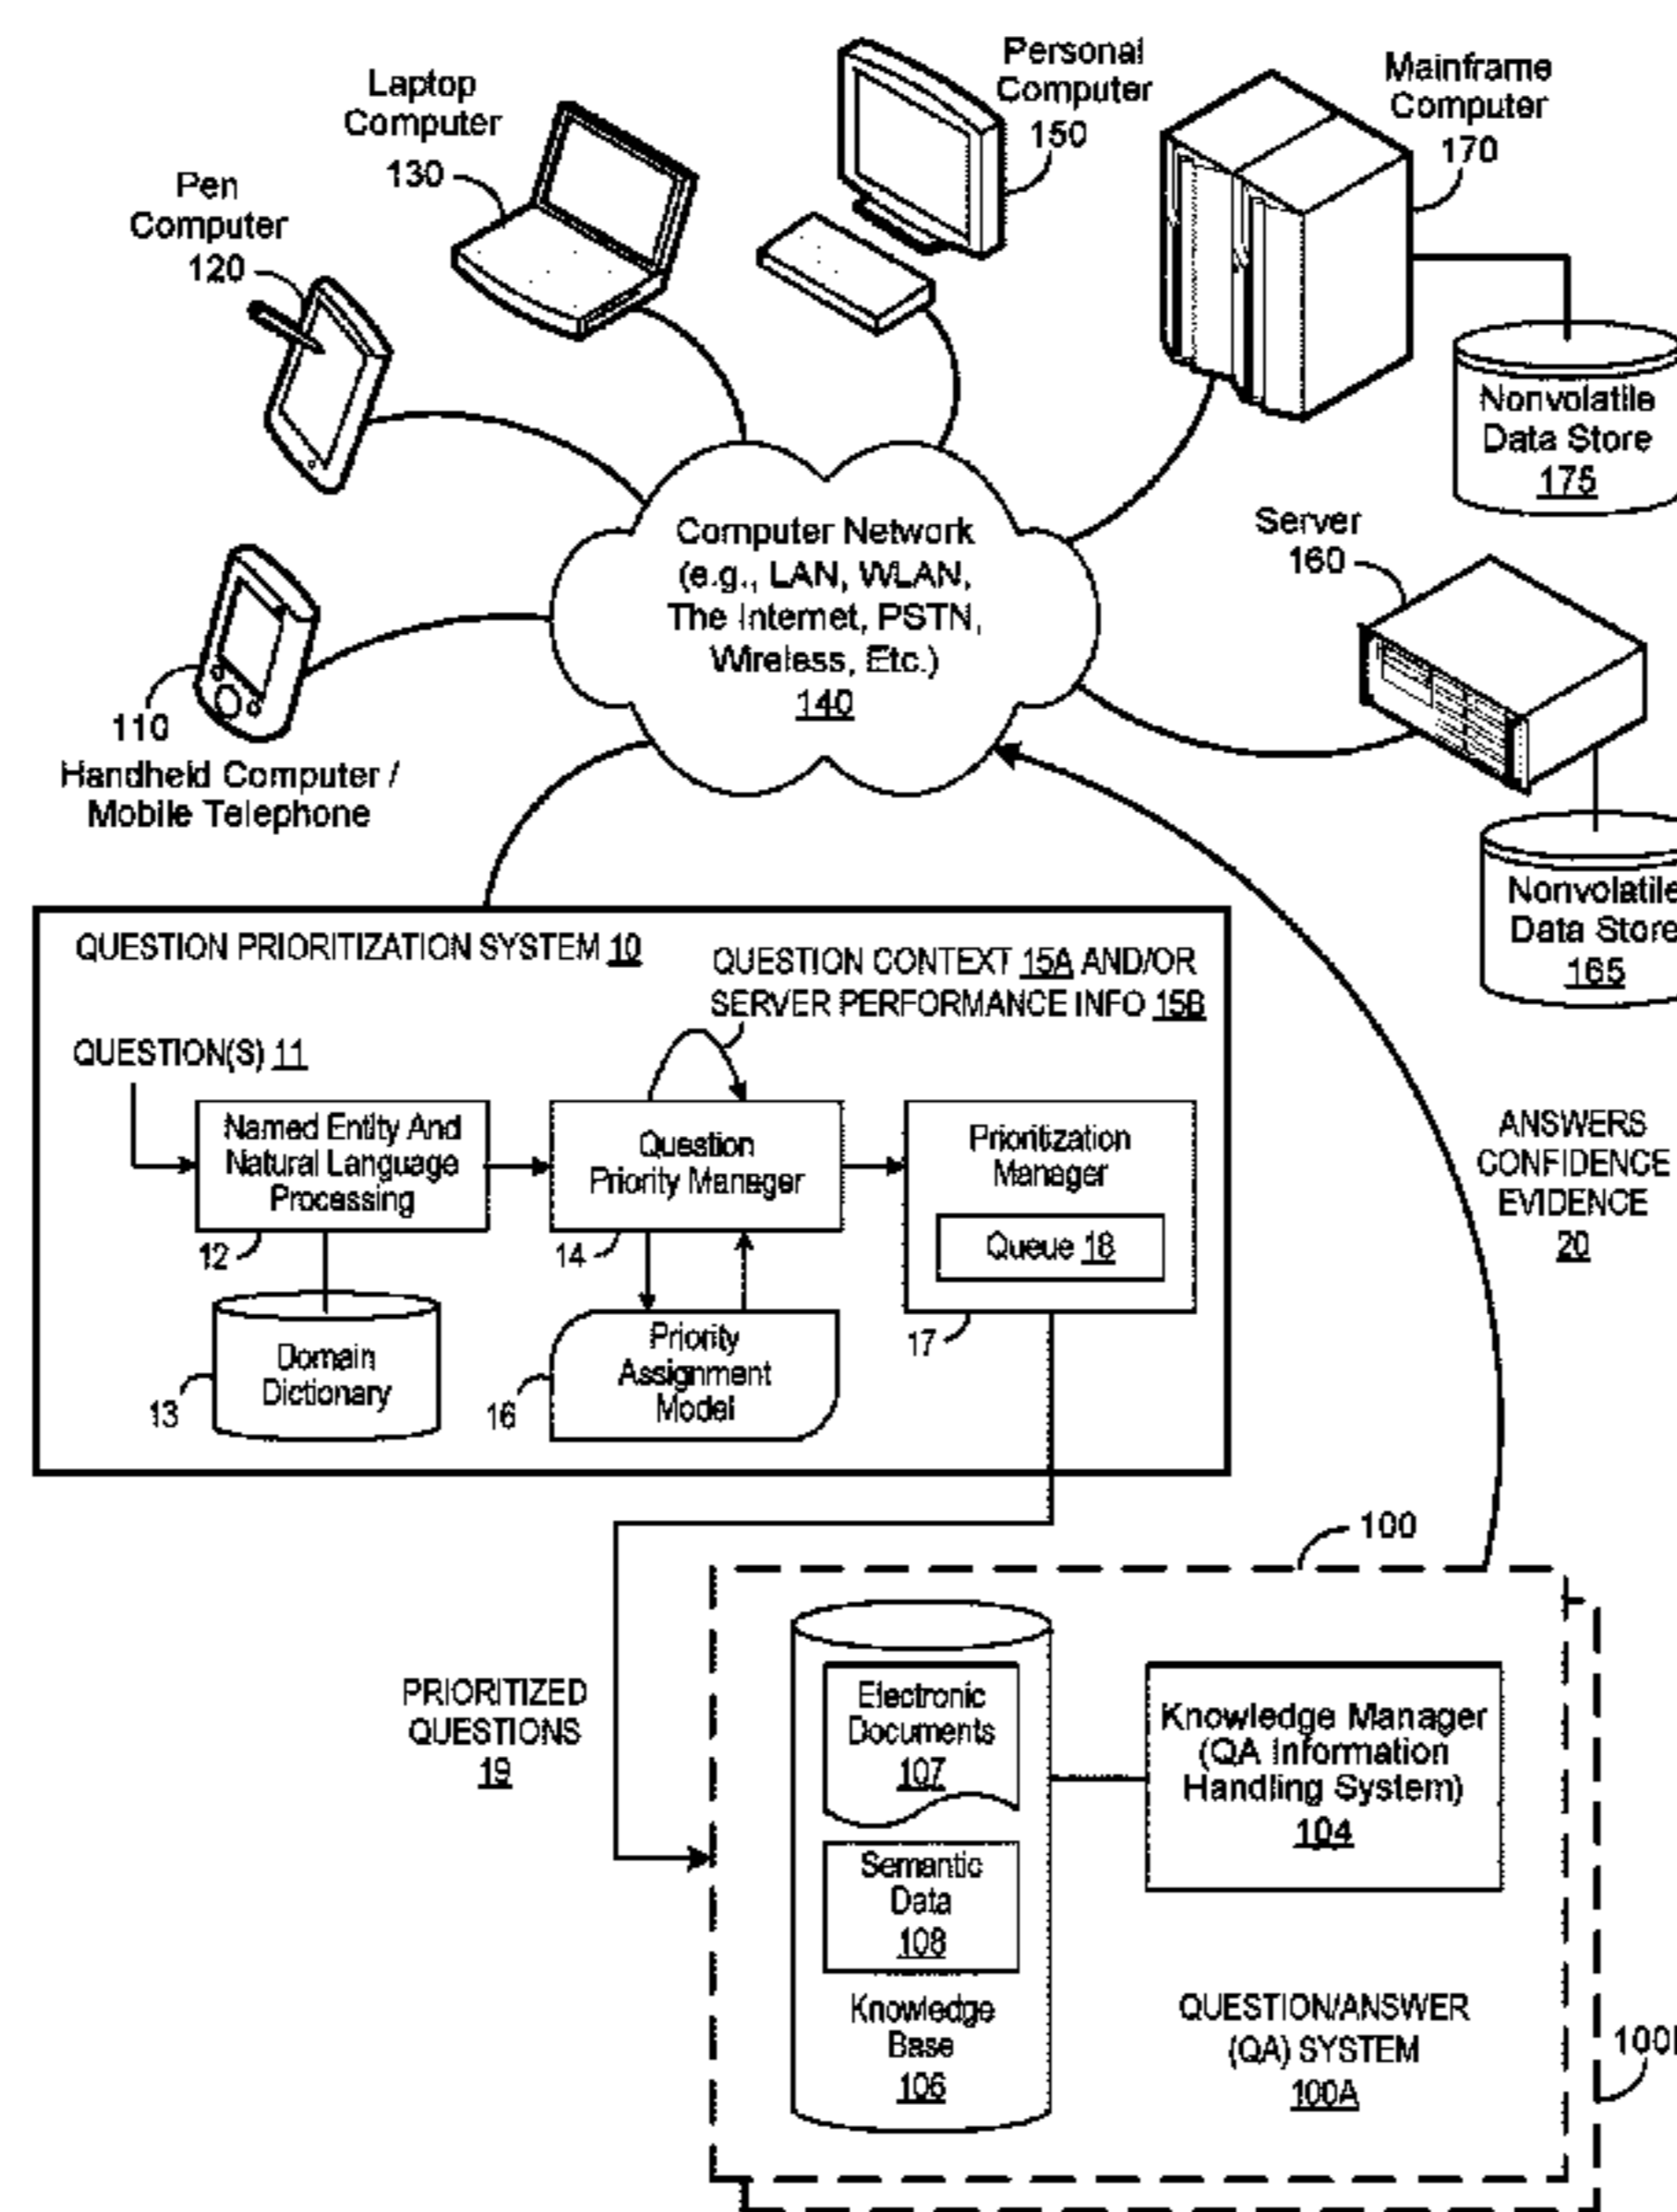 Laptop
Computer
130
Personal
Computer
150
Mainframe
Computer
170
Pen
Computer
120
Nonvolatile
Data Store
175
Computer Network
(e.g., LAN, WLAN,
The Internet, PSTN,
Wireless, Etc.)
140
Server
160
110
Handheld Computer /
Mobile Telephone
Nonvolatile
Data Store
165
QUESTION PRIORITIZATION SYSTEM 10
QUESTION CONTEXT 15A AND/OR
SERVER PERFORMANCE INFO 15B
QUESTION(S) 11
Named Entity And
Natural Language
Processing
12
Question
Priority Manager
14
Prioritization
Manager
Queue 18
17
Domain
Dictionary
13
Priority
Assignment
Model
16
ANSWERS
CONFIDENCE
EVIDENCE
20
100
PRIORITIZED
QUESTIONS
19
Electronic
Documents
107
Semantic
Data
108
Knowledge
Base
106
Knowledge Manager
(QA Information
Handling System)
104
QUESTION/ANSWER
(QA) SYSTEM
100A